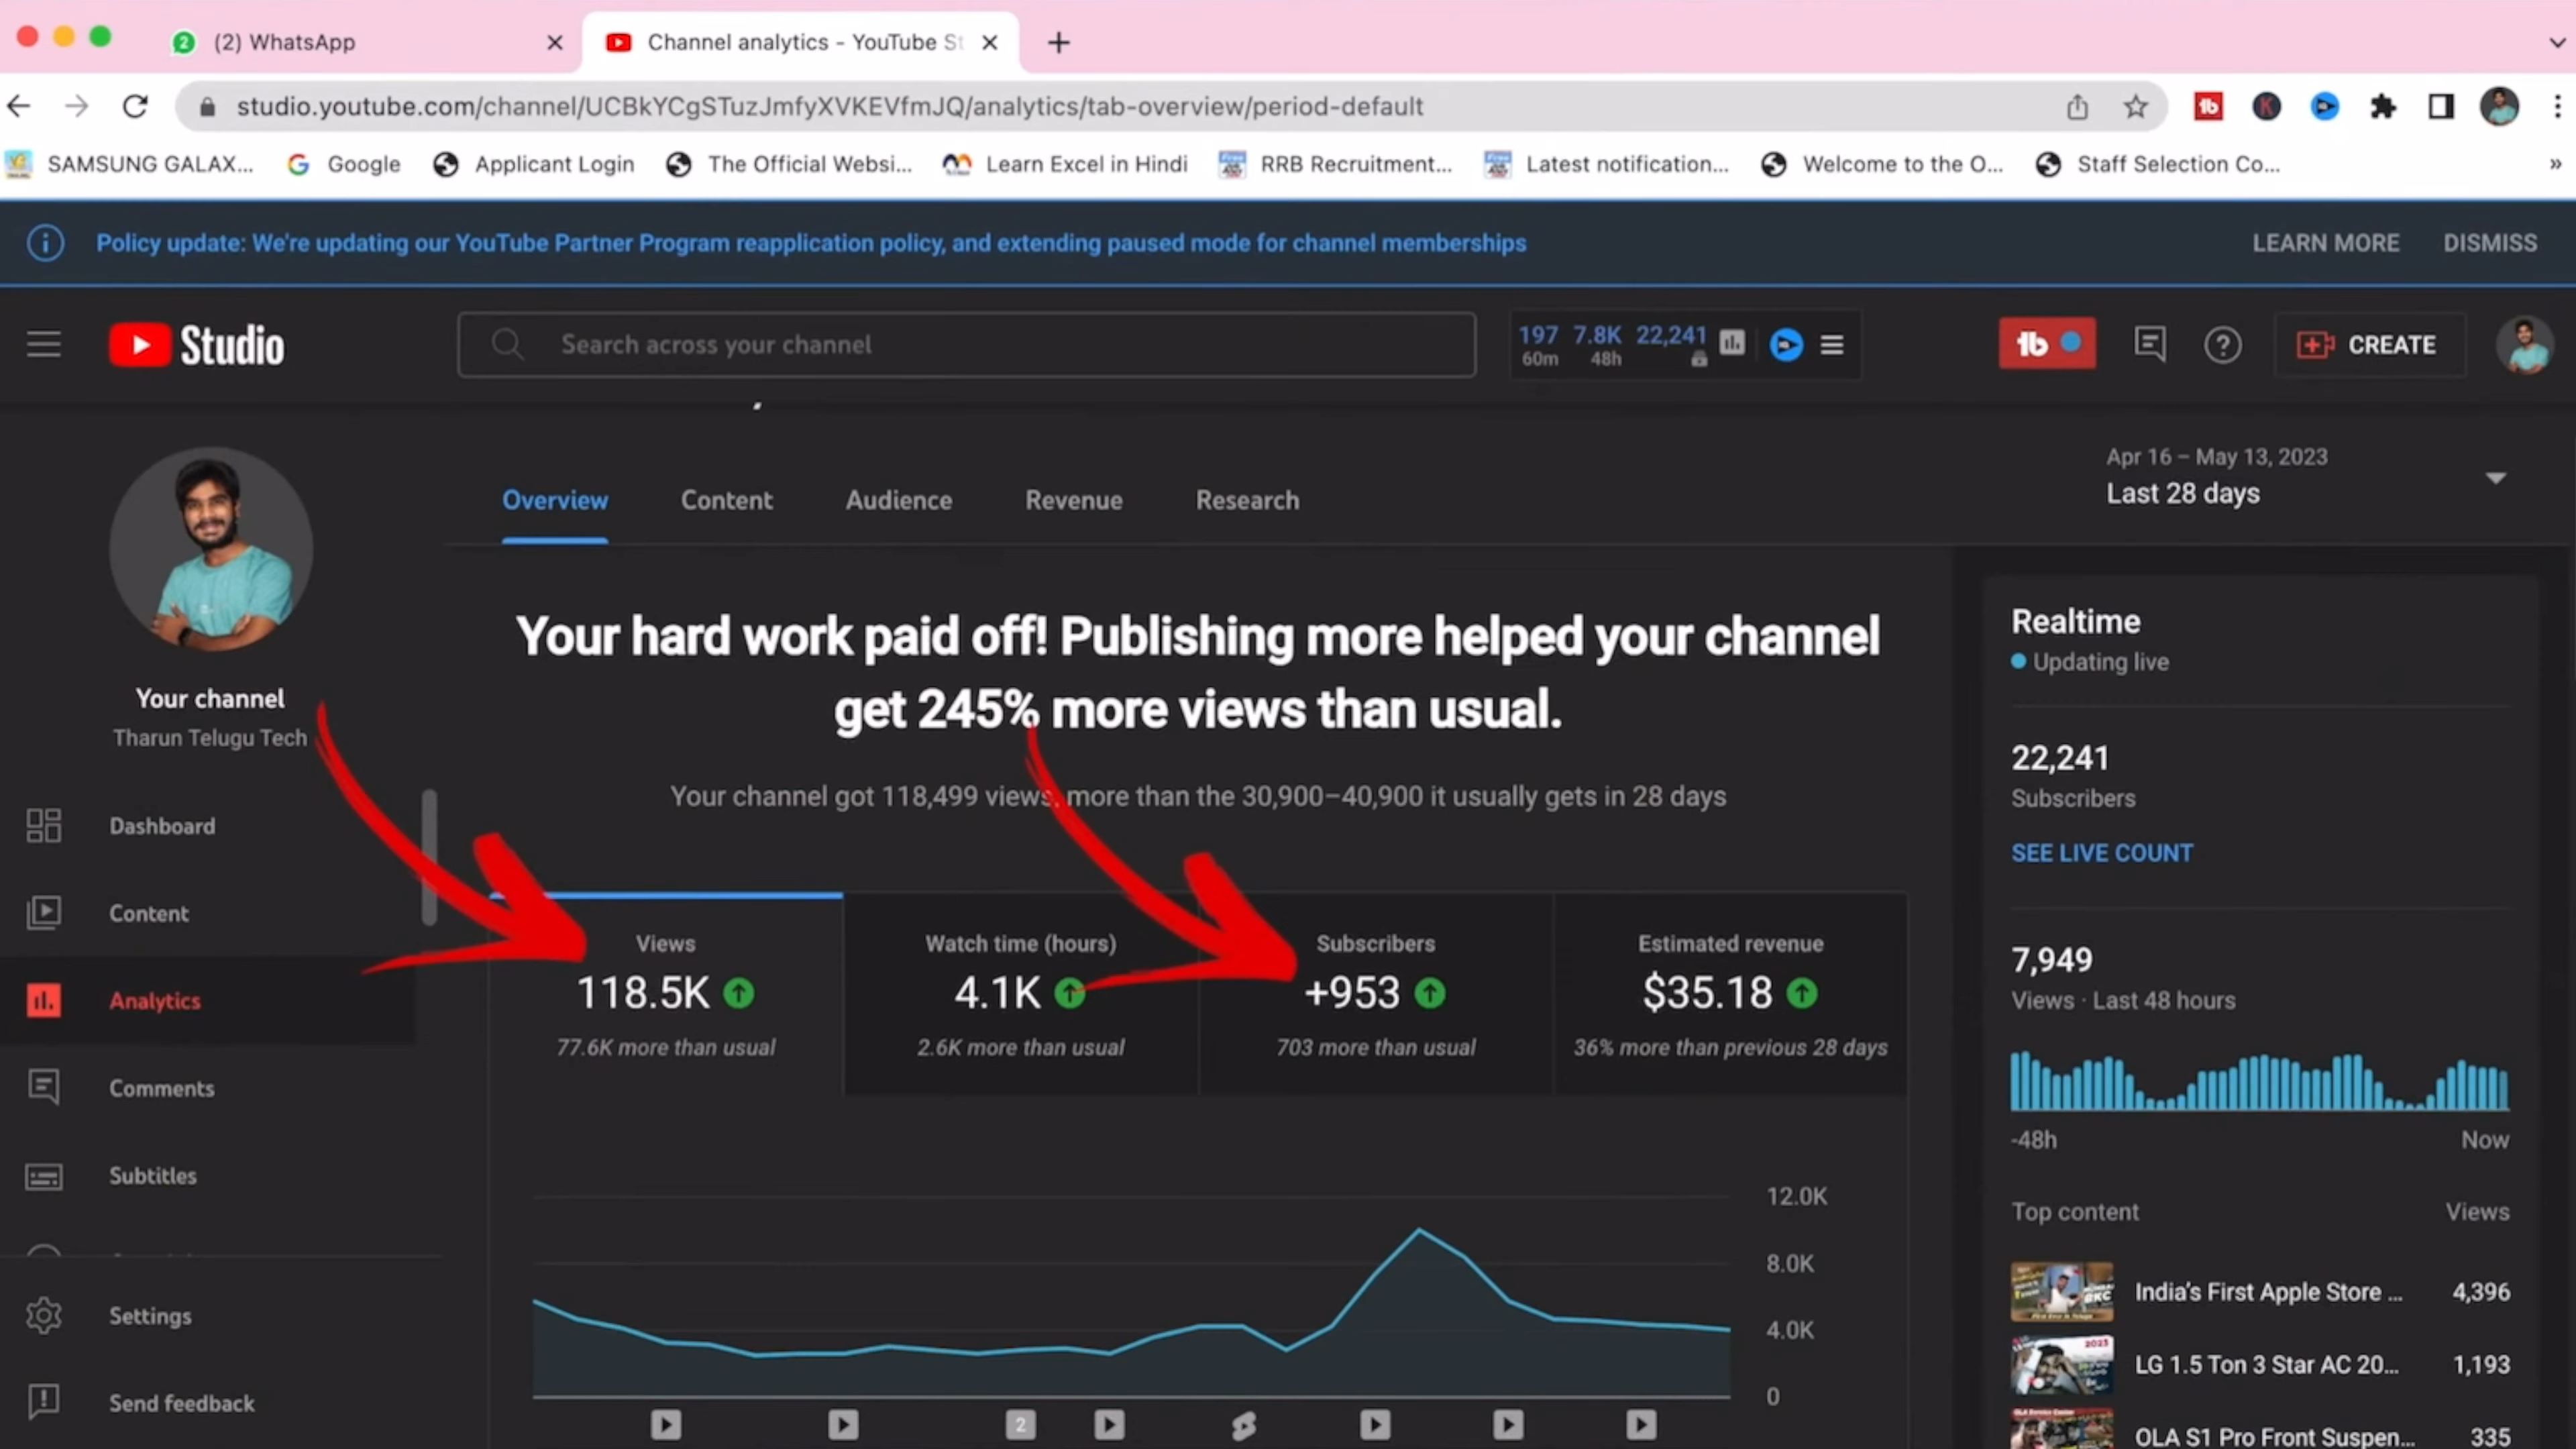 (2) WhatsApp
Channel analytics - YouTube St
studio.youtube.com/channel/UCBkYCgSTuzJmfyXVKEVfmJQ/analytics/tab-overview/period-default
SAMSUNG GALAX... Google Applicant Login The Official Websi... Learn Excel in Hindi RRB Recruitment... Latest notification... Welcome to the O... Staff Selection Co... »
Policy update: We're updating our YouTube Partner Program reapplication policy, and extending paused mode for channel memberships
LEARN MORE DISMISS
Studio
Search across your channel
197 7.8K 22,241
60m 48h
CREATE
Your channel
Tharun Telugu Tech
Dashboard
Content
Analytics
Comments
Subtitles
Settings
Send feedback
Overview Content Audience Revenue Research
Apr 16 – May 13, 2023
Last 28 days
Your hard work paid off! Publishing more helped your channel
get 245% more views than usual.
Your channel got 118,499 views, more than the 30,900–40,900 it usually gets in 28 days
Views
118.5K
77.6K more than usual
Watch time (hours)
4.1K
2.6K more than usual
Subscribers
+953
703 more than usual
Estimated revenue
$35.18
36% more than previous 28 days
12.0K
8.0K
4.0K
0
2
Realtime
Updating live
22,241
Subscribers
SEE LIVE COUNT
7,949
Views · Last 48 hours
-48h Now
Top content Views
India's First Apple Store ... 4,396
LG 1.5 Ton 3 Star AC 20... 1,193
OLA S1 Pro Front Suspen... 335